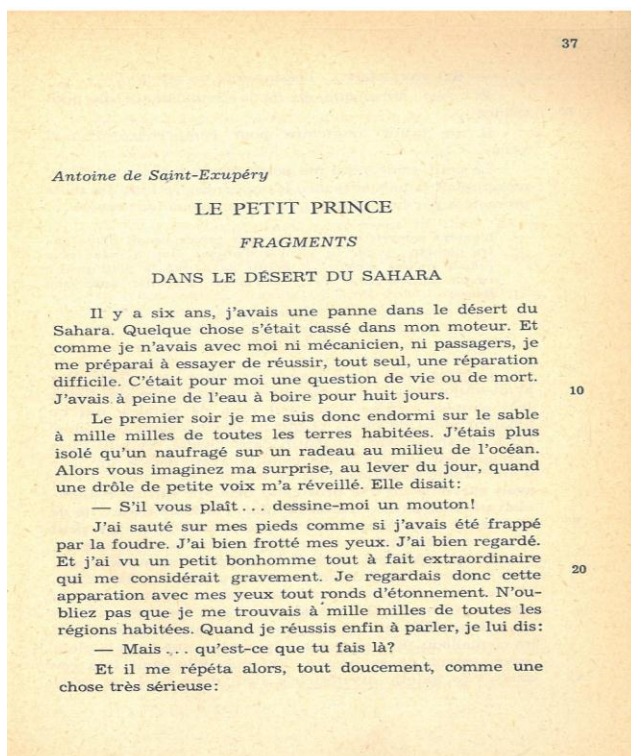 37
Antoine de Saint-Exupéry
LE PETIT PRINCE
FRAGMENTS
DANS LE DÉSERT DU SAHARA
Il y a six ans, j'avais une panne dans le désert du
Sahara. Quelque chose s'était cassé dans mon moteur. Et
comme je n'avais avec moi ni mécanicien, ni passagers, je
me préparai à essayer de réussir, tout seul, une réparation
difficile. C'était pour moi une question de vie ou de mort.
J'avais à peine de l'eau à boire pour huit jours.
10
Le premier soir je me suis donc endormi sur le sable
à mille milles de toutes les terres habitées. J'étais plus
isolé qu'un naufragé sur un radeau au milieu de l'océan.
Alors vous imaginez ma surprise, au lever du jour, quand
une drôle de petite voix m'a réveillé. Elle disait:
— S'il vous plaît... dessine-moi un mouton!
J'ai sauté sur mes pieds comme si j'avais été frappé
par la foudre. J'ai bien frotté mes yeux. J'ai bien regardé.
Et j'ai vu un petit bonhomme tout à fait extraordinaire
qui me considérait gravement. Je regardais donc cette
20
apparition avec mes yeux tout ronds d'étonnement. N'ou-
bliez pas que je me trouvais à mille milles de toutes les
régions habitées. Quand je réussis enfin à parler, je lui dis:
— Mais... qu'est-ce que tu fais là?
Et il me répéta alors, tout doucement, comme une
chose très sérieuse: